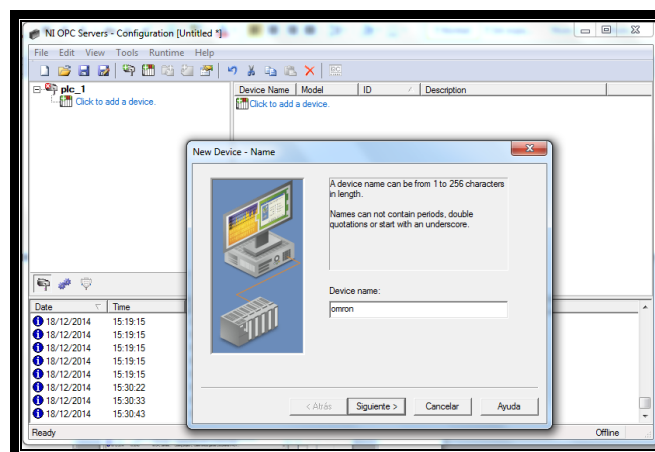 NI OPC Servers - Configuration [Untitled *]
File Edit View Tools Runtime Help
plc_1
Click to add a device.
Device Name Model ID Description
Click to add a device.
New Device - Name
A device name can be from 1 to 256 characters
in length.
Names can not contain periods, double
quotations or start with an underscore.
Device name:
omron
< Atrás Siguiente > Cancelar Ayuda
Date Time
18/12/2014 15:19:15
18/12/2014 15:19:15
18/12/2014 15:19:15
18/12/2014 15:19:15
18/12/2014 15:19:15
18/12/2014 15:30:22
18/12/2014 15:30:33
18/12/2014 15:30:43
Ready Offline